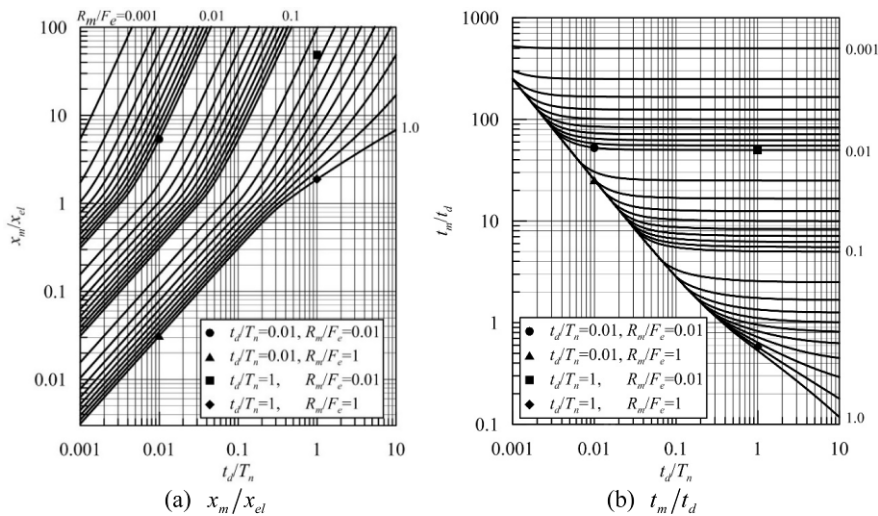 R_m/F_e=0.001 0.01 0.1
100
10
1
0.1
0.01
x_m/x_el
1.0
t_d/T_n=0.01, R_m/F_e=0.01
t_d/T_n=0.01, R_m/F_e=1
t_d/T_n=1, R_m/F_e=0.01
t_d/T_n=1, R_m/F_e=1
0.001 0.01 0.1 1 10
t_d/T_n
(a) x_m/x_el
1000
100
10
1
0.1
t_m/t_d
0.001
0.01
0.1
1.0
t_d/T_n=0.01, R_m/F_e=0.01
t_d/T_n=0.01, R_m/F_e=1
t_d/T_n=1, R_m/F_e=0.01
t_d/T_n=1, R_m/F_e=1
0.001 0.01 0.1 1 10
t_d/T_n
(b) t_m/t_d